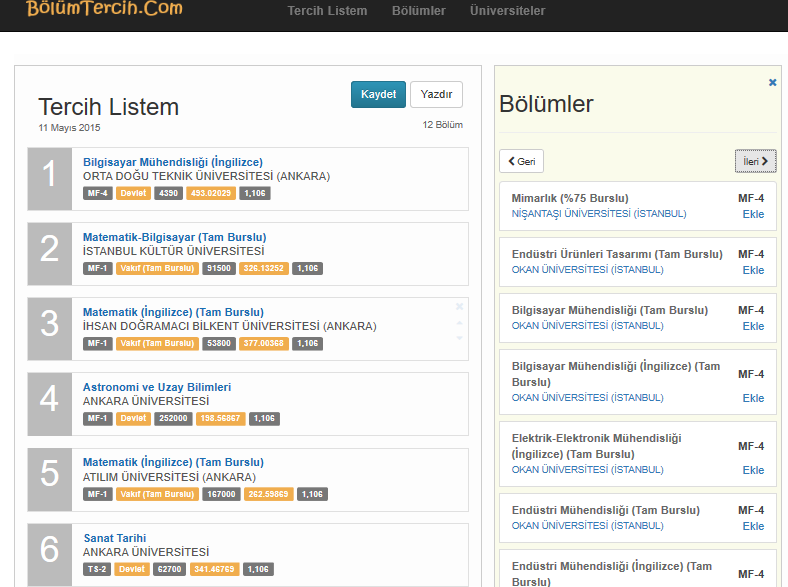 BölümTercih.Com
Tercih Listem Bölümler Üniversiteler
Tercih Listem
11 Mayıs 2015
Kaydet
Yazdır
12 Bölüm
1
Bilgisayar Mühendisliği (İngilizce)
ORTA DOĞU TEKNİK ÜNİVERSİTESİ (ANKARA)
MF-4 Devlet 4390 493.02029 1,106
2
Matematik-Bilgisayar (Tam Burslu)
İSTANBUL KÜLTÜR ÜNİVERSİTESİ
MF-1 Vakıf (Tam Burslu) 91500 326.13252 1,106
3
Matematik (İngilizce) (Tam Burslu)
İHSAN DOĞRAMACI BİLKENT ÜNİVERSİTESİ (ANKARA)
MF-1 Vakıf (Tam Burslu) 53800 377.00368 1,106
4
Astronomi ve Uzay Bilimleri
ANKARA ÜNİVERSİTESİ
MF-1 Devlet 252000 198.56867 1,106
5
Matematik (İngilizce) (Tam Burslu)
ATILIM ÜNİVERSİTESİ (ANKARA)
MF-1 Vakıf (Tam Burslu) 167000 262.59869 1,106
6
Sanat Tarihi
ANKARA ÜNİVERSİTESİ
TS-2 Devlet 62700 341.46769 1,106
Bölümler
Geri
İleri
Mimarlık (%75 Burslu) MF-4
NİŞANTAŞI ÜNİVERSİTESİ (İSTANBUL) Ekle
Endüstri Ürünleri Tasarımı (Tam Burslu) MF-4
OKAN ÜNİVERSİTESİ (İSTANBUL) Ekle
Bilgisayar Mühendisliği (Tam Burslu) MF-4
OKAN ÜNİVERSİTESİ (İSTANBUL) Ekle
Bilgisayar Mühendisliği (İngilizce) (Tam
Burslu) MF-4
OKAN ÜNİVERSİTESİ (İSTANBUL) Ekle
Elektrik-Elektronik Mühendisliği
(İngilizce) (Tam Burslu) MF-4
OKAN ÜNİVERSİTESİ (İSTANBUL) Ekle
Endüstri Mühendisliği (Tam Burslu) MF-4
OKAN ÜNİVERSİTESİ (İSTANBUL) Ekle
Endüstri Mühendisliği (İngilizce) (Tam
Burslu) MF-4